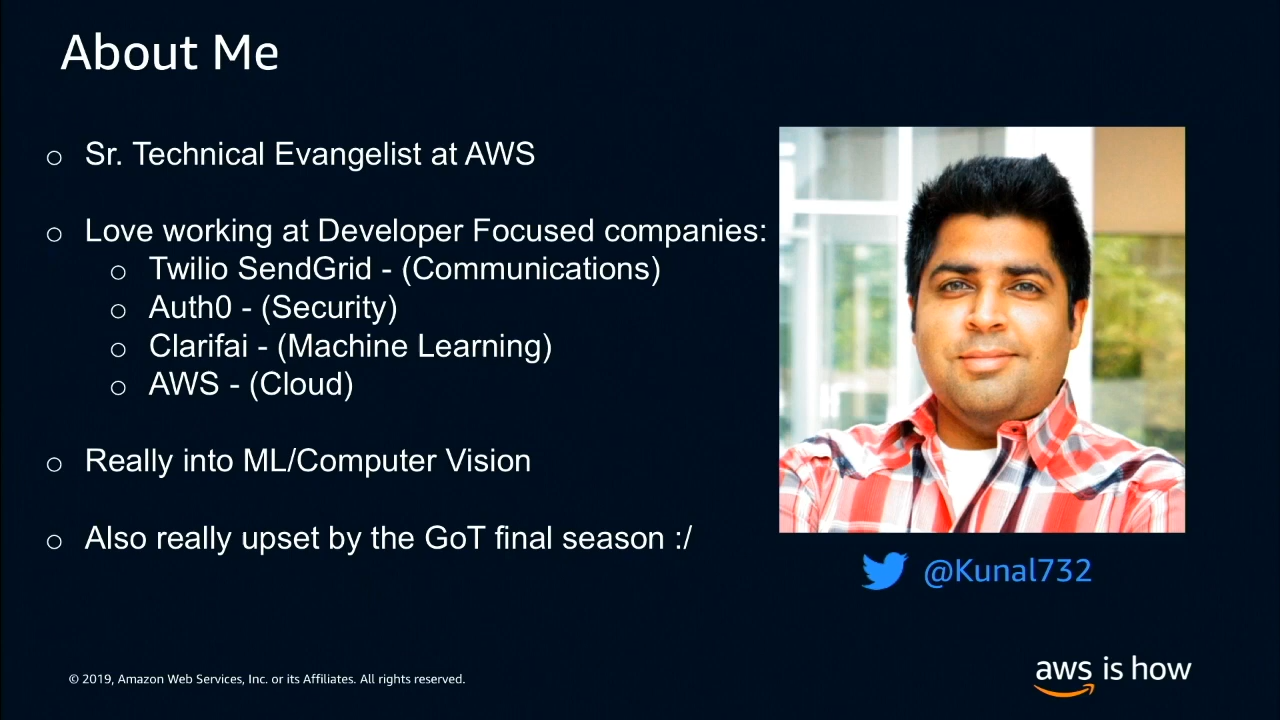 About Me
o Sr. Technical Evangelist at AWS
o Love working at Developer Focused companies:
o Twilio SendGrid - (Communications)
o Auth0 - (Security)
o Clarifai - (Machine Learning)
o AWS - (Cloud)
o Really into ML/Computer Vision
o Also really upset by the GoT final season :/
@Kunal732
© 2019, Amazon Web Services, Inc. or its Affiliates. All rights reserved.
aws is how